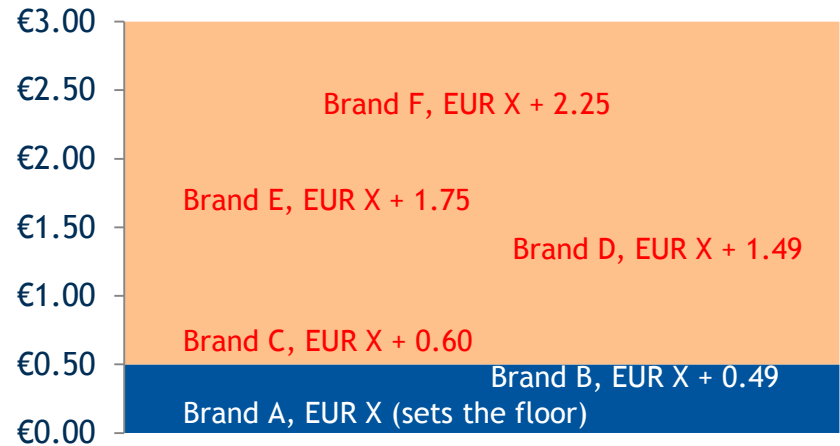 €3.00
€2.50
Brand F, EUR X + 2.25
€2.00
Brand E, EUR X + 1.75
€1.50
Brand D, EUR X + 1.49
€1.00
Brand C, EUR X + 0.60
€0.50
Brand B, EUR X + 0.49
Brand A, EUR X (sets the floor)
€0.00